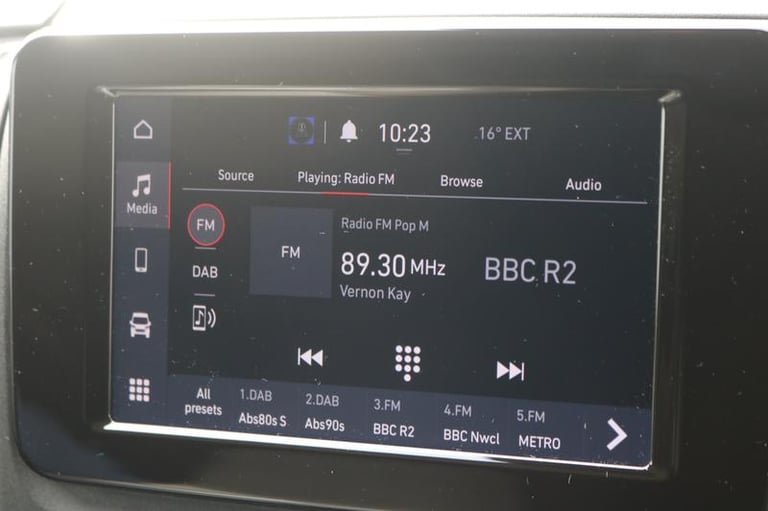 10:23 16° EXT
Source Playing: Radio FM Browse Audio
Media
FM
DAB
FM
Radio FM Pop M
89.30 MHz
Vernon Kay
BBC R2
All presets
1.DAB
Abs80s S
2.DAB
Abs90s
3.FM
BBC R2
4.FM
BBC Nwcl
5.FM
METRO